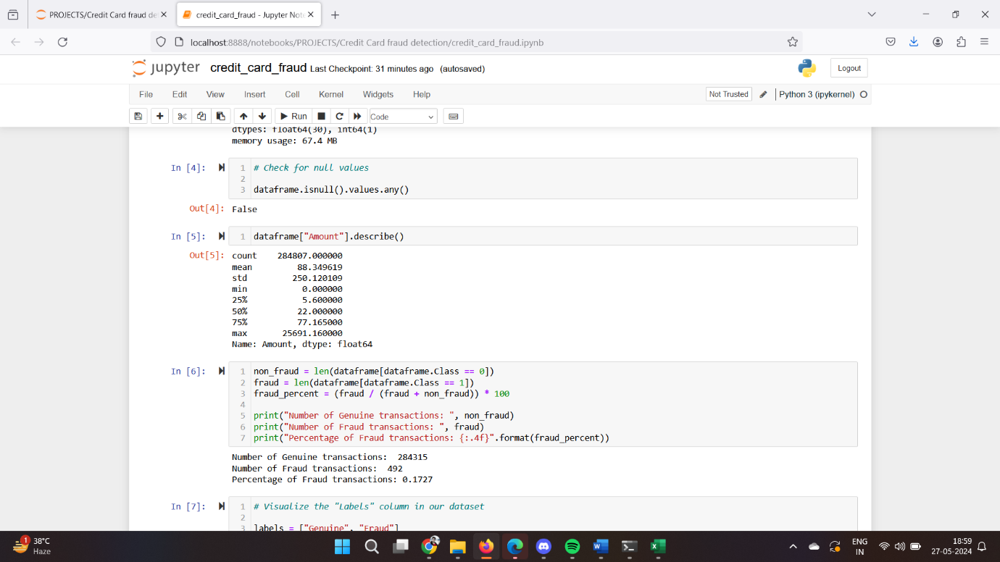 PROJECTS/Credit Card fraud de
credit_card_fraud - Jupyter Note
localhost:8888/notebooks/PROJECTS/Credit Card fraud detection/credit_card_fraud.ipynb
jupyter credit_card_fraud Last Checkpoint: 31 minutes ago (autosaved)
Logout
File Edit View Insert Cell Kernel Widgets Help
Not Trusted Python 3 (ipykernel)
Run Code
dtypes: float64(30), int64(1)
memory usage: 67.4 MB
In [4]: 1 # Check for null values
2
3 dataframe.isnull().values.any()
Out[4]: False
In [5]: 1 dataframe["Amount"].describe()
Out[5]: count 284807.000000
mean 88.349619
std 250.120109
min 0.000000
25% 5.600000
50% 22.000000
75% 77.165000
max 25691.160000
Name: Amount, dtype: float64
In [6]: 1 non_fraud = len(dataframe[dataframe.Class == 0])
2 fraud = len(dataframe[dataframe.Class == 1])
3 fraud_percent = (fraud / (fraud + non_fraud)) * 100
4
5 print("Number of Genuine transactions: ", non_fraud)
6 print("Number of Fraud transactions: ", fraud)
7 print("Percentage of Fraud transactions: {:.4f}".format(fraud_percent))
Number of Genuine transactions:  284315
Number of Fraud transactions:  492
Percentage of Fraud transactions: 0.1727
In [7]: 1 # Visualize the "Labels" column in our dataset
2
3 labels = ["Genuine", "Fraud"]
1
38°C
Haze
ENG
IN
18:59
27-05-2024